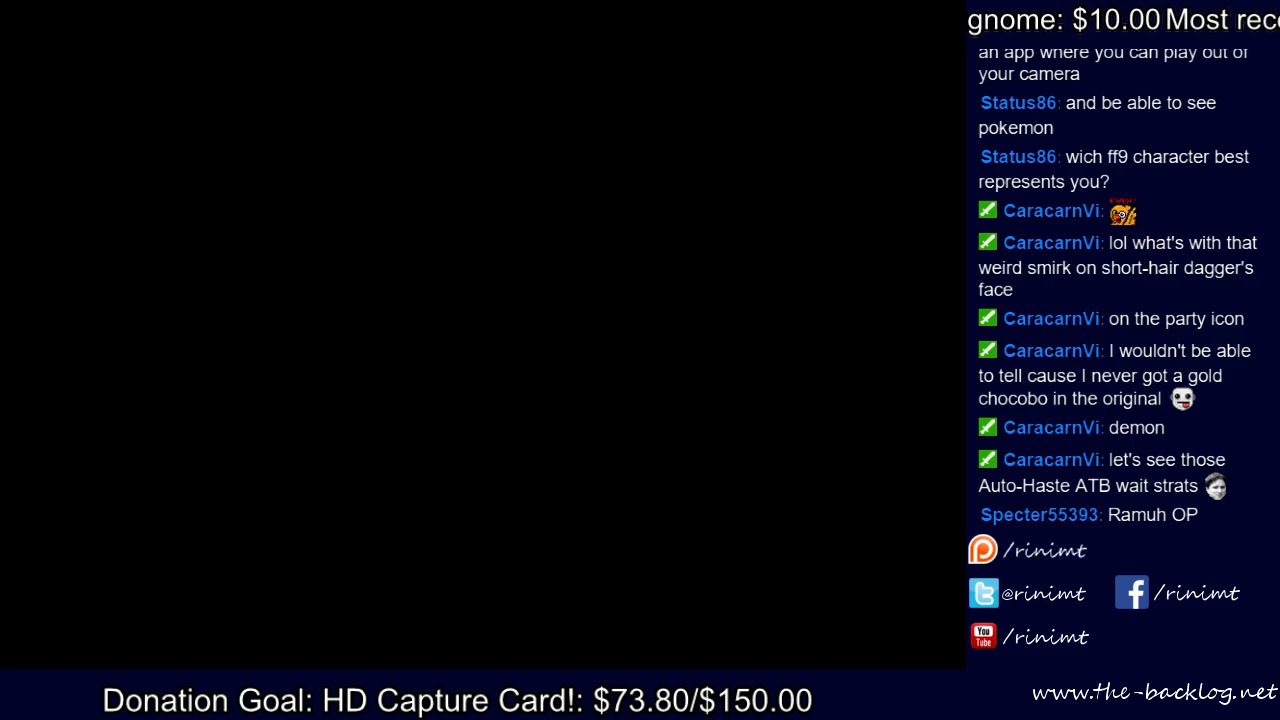 gnome: $10.00 Most rec
an app where you can play out of
your camera
Status86: and be able to see
pokemon
Status86: wich ff9 character best
represents you?
CaracarnVi:
CaracarnVi: lol what's with that
weird smirk on short-hair dagger's
face
CaracarnVi: on the party icon
CaracarnVi: I wouldn't be able
to tell cause I never got a gold
chocobo in the original
CaracarnVi: demon
CaracarnVi: let's see those
Auto-Haste ATB wait strats
Specter55393: Ramuh OP
/rinimt
@rinimt
/rinimt
You
Tube
/rinimt
Donation Goal: HD Capture Card!: $73.80/$150.00
www.the-backlog.net